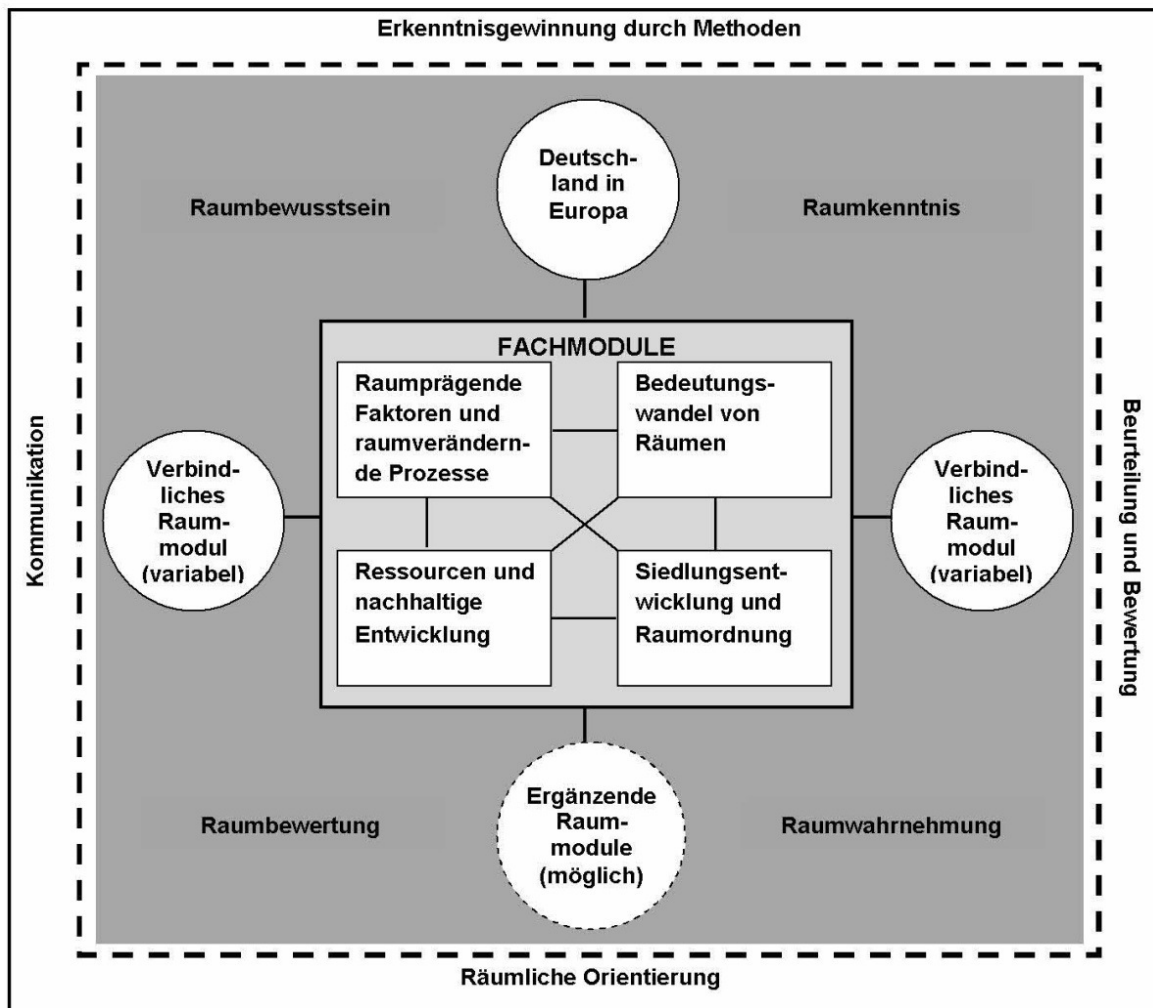 Erkenntnisgewinnung durch Methoden
Deutsch-
land in
Europa
Raumbewusstsein
Raumkenntnis
FACHMODULE
Raumprägende
Faktoren und
raumverändern-
de Prozesse
Bedeutungs-
wandel von
Räumen
Kommunikation
Verbind-
liches
Raum-
modul
(variabel)
Verbind-
liches
Raum-
modul
(variabel)
Beurteilung und Bewertung
Ressourcen und
nachhaltige
Entwicklung
Siedlungsent-
wicklung und
Raumordnung
Raumbewertung
Ergänzende
Raum-
module
(möglich)
Raumwahrnehmung
Räumliche Orientierung